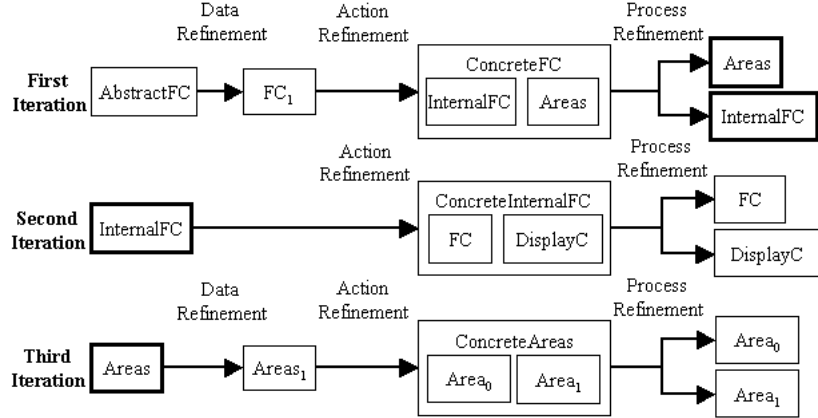 Data Refinement
Action Refinement
Process Refinement
First Iteration
AbstractFC
FC₁
ConcreteFC
InternalFC
Areas
Areas
InternalFC
Action Refinement
Process Refinement
Second Iteration
InternalFC
ConcreteInternalFC
FC
DisplayC
FC
DisplayC
Data Refinement
Action Refinement
Process Refinement
Third Iteration
Areas
Areas₁
ConcreteAreas
Area₀
Area₁
Area₀
Area₁